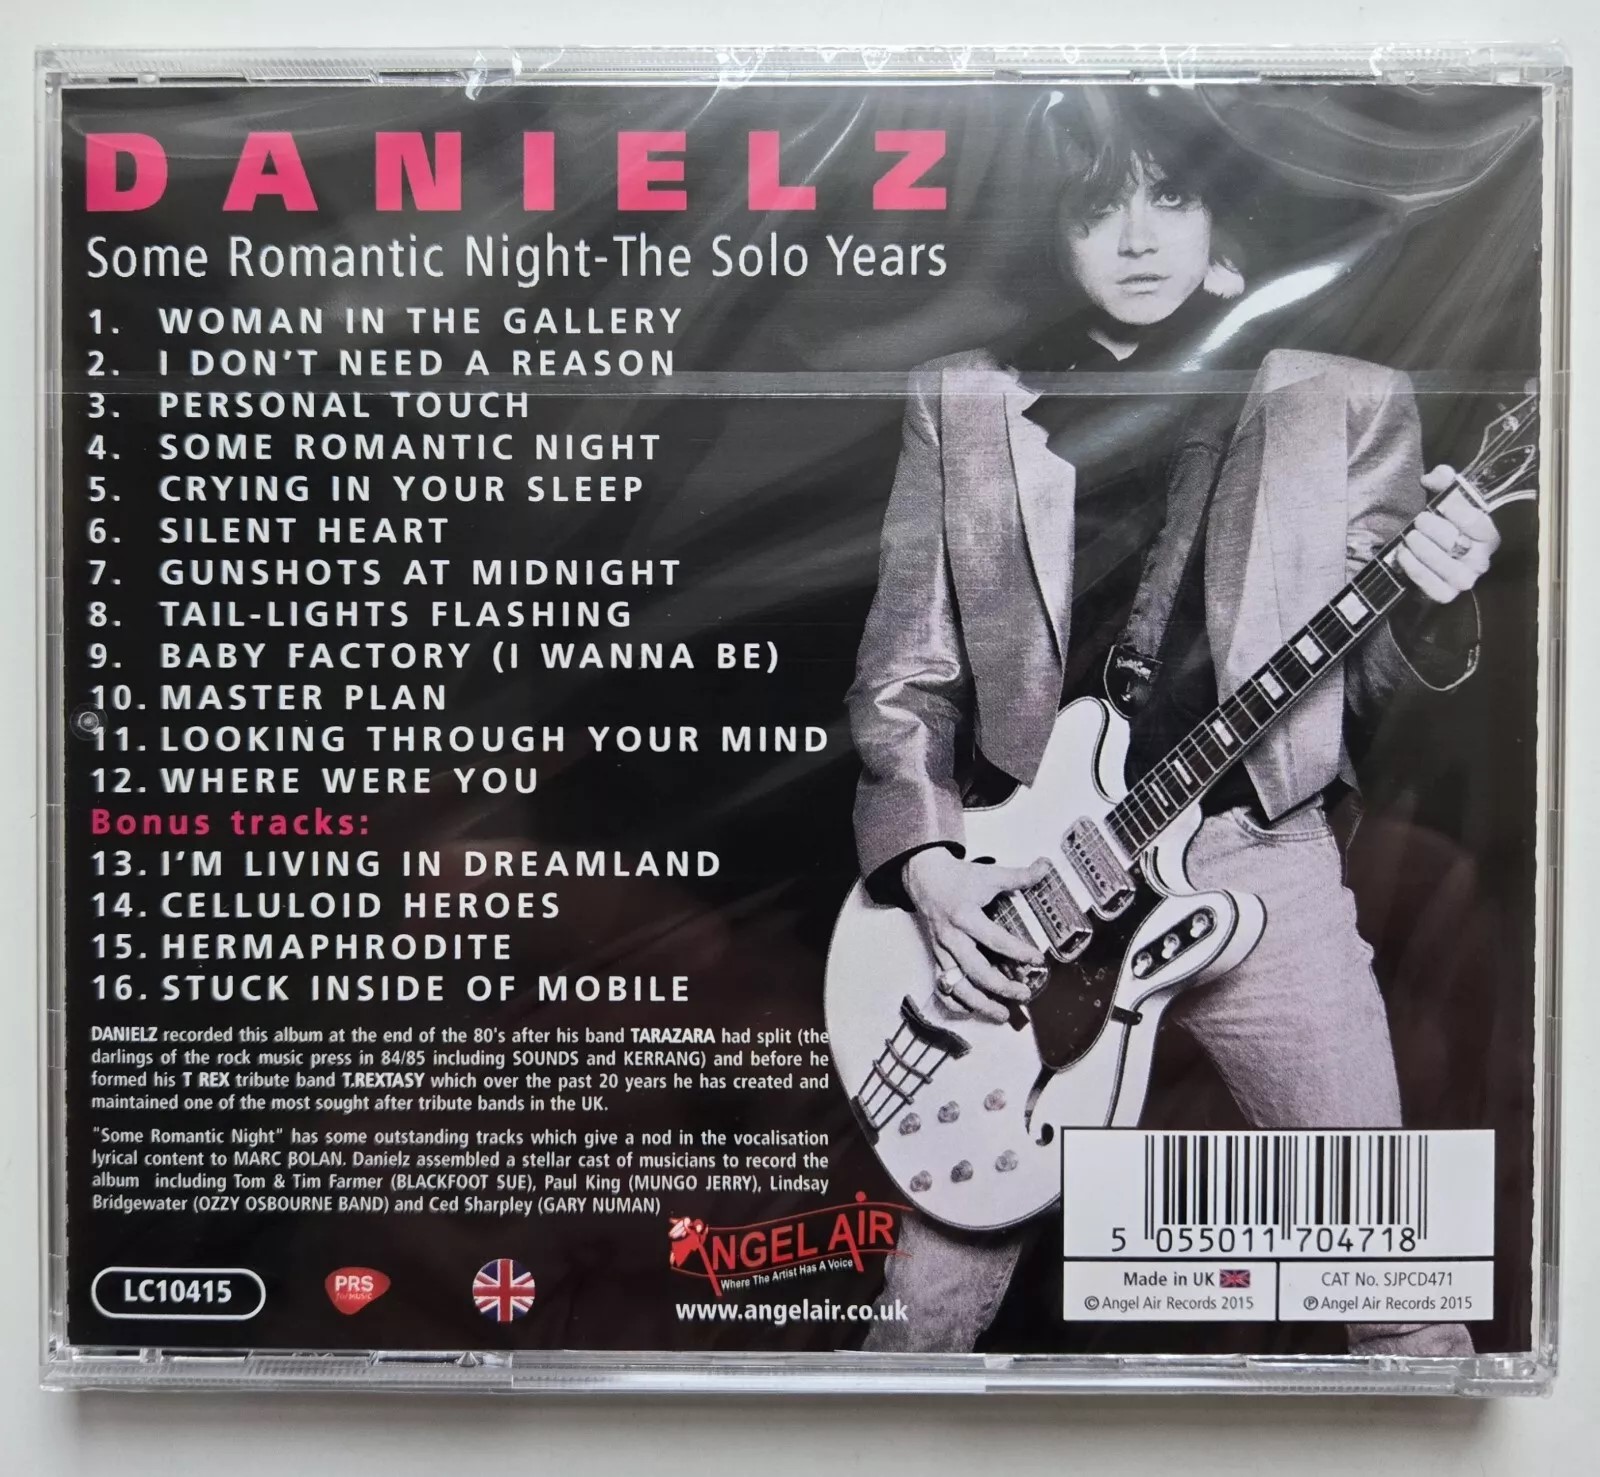 DANIELZ
Some Romantic Night-The Solo Years
1. WOMAN IN THE GALLERY
2. I DON'T NEED A REASON
3. PERSONAL TOUCH
4. SOME ROMANTIC NIGHT
5. CRYING IN YOUR SLEEP
6. SILENT HEART
7. GUNSHOTS AT MIDNIGHT
8. TAIL-LIGHTS FLASHING
9. BABY FACTORY (I WANNA BE)
10. MASTER PLAN
11. LOOKING THROUGH YOUR MIND
12. WHERE WERE YOU
Bonus tracks:
13. I'M LIVING IN DREAMLAND
14. CELLULOID HEROES
15. HERMAPHRODITE
16. STUCK INSIDE OF MOBILE
DANIELZ recorded this album at the end of the 80's after his band TARAZARA had split (the
darlings of the rock music press in 84/85 including SOUNDS and KERRANG) and before he
formed his T REX tribute band T.REXTASY which over the past 20 years he has created and
maintained one of the most sought after tribute bands in the UK.
"Some Romantic Night" has some outstanding tracks which give a nod in the vocalisation
lyrical content to MARC BOLAN. Danielz assembled a stellar cast of musicians to record the
album including Tom & Tim Farmer (BLACKFOOT SUE), Paul King (MUNGO JERRY), Lindsay
Bridgewater (OZZY OSBOURNE BAND) and Ced Sharpley (GARY NUMAN)
LC10415
PRS
for MUSIC
ANGEL AIR
Where The Artist Has A Voice
www.angelair.co.uk
5 055011 704718
Made in UK
© Angel Air Records 2015
CAT No. SJPCD471
℗ Angel Air Records 2015